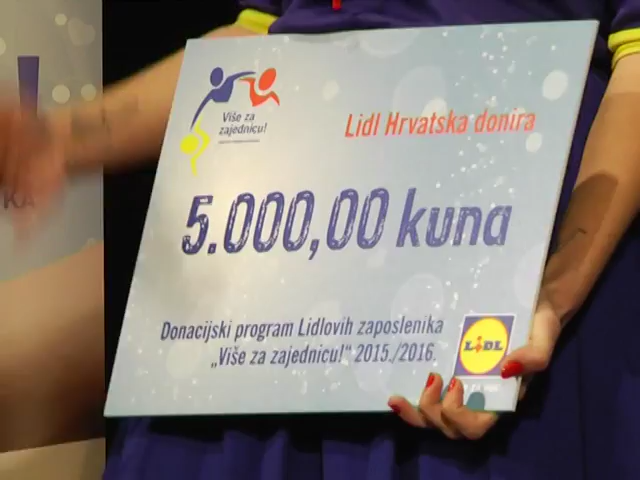 Više za
zajednicu!
Lidl Hrvatska donira
5.000,00 kuna
Donacijski program Lidlovih zaposlenika
„Više za zajednicu!“ 2015./2016.
LIDL